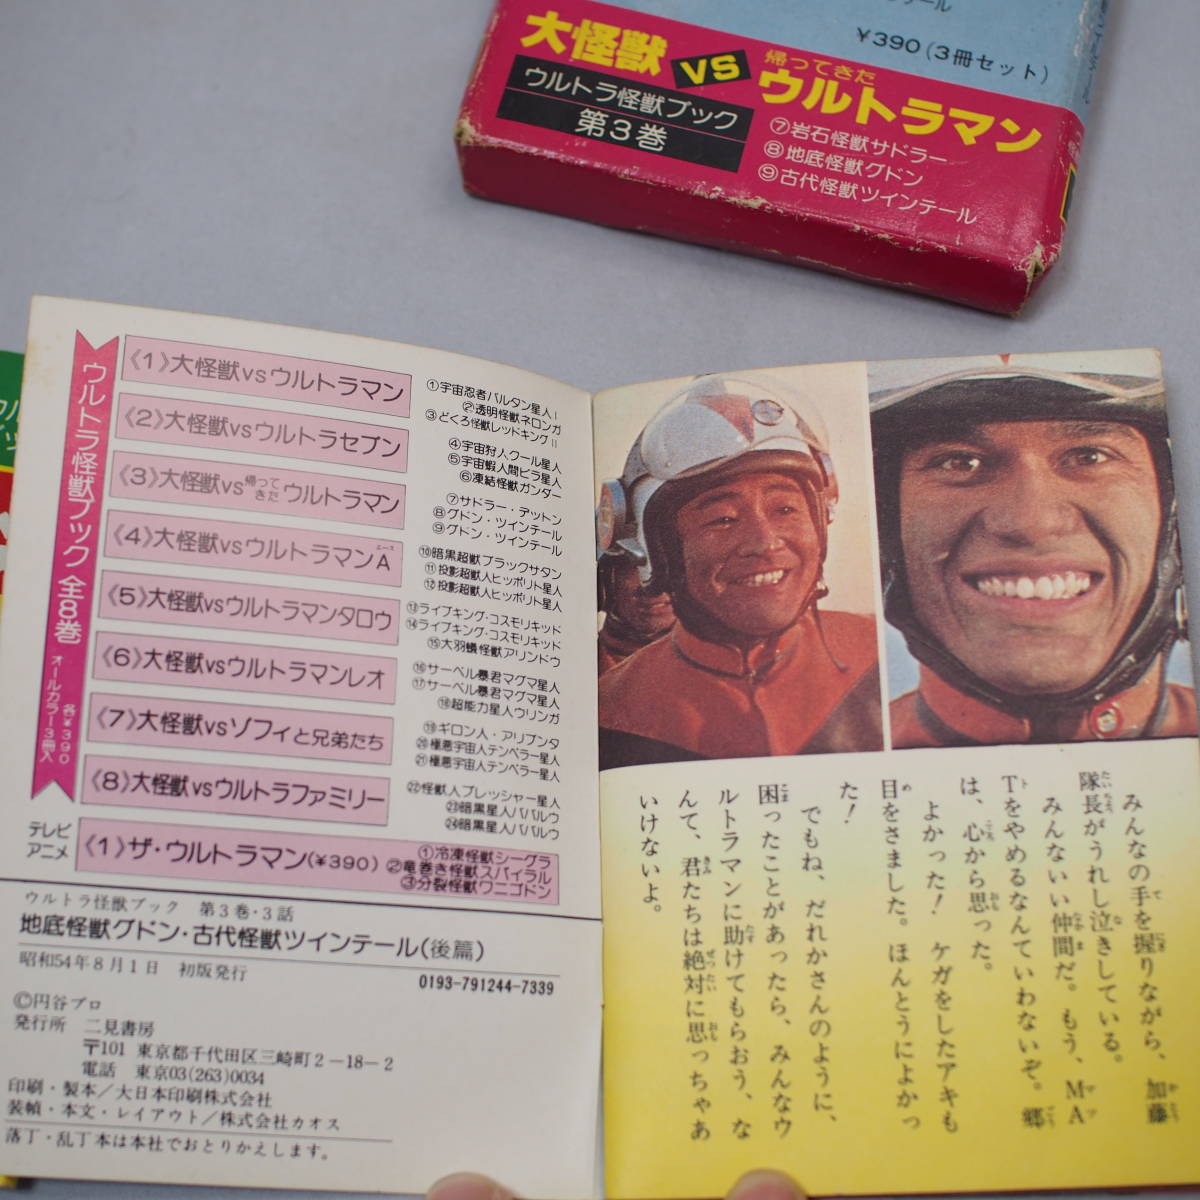 ¥390(3冊セット)
大怪獣
VS
帰ってきた
ウルトラマン
ウルトラ怪獣ブック
第3巻
⑦岩石怪獣サドラー
⑧地底怪獣グドン
⑨古代怪獣ツインテール
ウルトラ怪獣ブック 全8巻
各¥390
オールカラー3冊入
《1》大怪獣vsウルトラマン
①宇宙忍者バルタン星人Ⅰ
②透明怪獣ネロンガ
③どくろ怪獣レッドキングⅡ
《2》大怪獣vsウルトラセブン
④宇宙狩人クール星人
⑤宇宙蝦人間ビラ星人
⑥凍結怪獣ガンダー
《3》大怪獣vs帰ってきたウルトラマン
⑦サドラー・デットン
⑧グドン・ツインテール
⑨グドン・ツインテール
《4》大怪獣vsウルトラマンA
エース
⑩暗黒超獣ブラックサタン
⑪投影超獣人ヒッポリト星人
⑫投影超獣人ヒッポリト星人
《5》大怪獣vsウルトラマンタロウ
⑬ライブキング・コスモリキッド
⑭ライブキング・コスモリキッド
⑮大羽蟻怪獣アリンドウ
《6》大怪獣vsウルトラマンレオ
⑯サーベル暴君マグマ星人
⑰サーベル暴君マグマ星人
⑱超能力星人ウリンガ
《7》大怪獣vsゾフィと兄弟たち
⑲ギロン人・アリブンタ
⑳極悪宇宙人テンペラー星人
㉑極悪宇宙人テンペラー星人
《8》大怪獣vsウルトラファミリー
㉒怪獣人プレッシャー星人
㉓暗黒星人ババルウ
㉔暗黒星人ババルウ
テレビ
アニメ
《1》ザ・ウルトラマン(¥390)
①冷凍怪獣シーグラ
②竜巻き怪獣スパイラル
③分裂怪獣ワニゴドン
ウルトラ怪獣ブック 第3巻・3話
地底怪獣グドン・古代怪獣ツインテール(後篇)
昭和54年8月1日 初版発行
0193-791244-7339
©円谷プロ
発行所 二見書房
〒101 東京都千代田区三崎町2-18-2
電話 東京03(263)0034
印刷・製本/大日本印刷株式会社
装幀・本文・レイアウト/株式会社カオス
落丁・乱丁本は本社でおとりかえします。
みんなの手を握りながら、加藤
隊長がうれし泣きしている。
みんないい仲間だ。もう、MA
Tをやめるなんていわないぞ。郷
は、心から思った。
よかった! ケガをしたアキも
目をさました。ほんとうによかっ
た!
でもね、だれかさんのように、
困ったことがあったら、みんなウ
ルトラマンに助けてもらおう、な
んて、君たちは絶対に思っちゃあ
いけないよ。